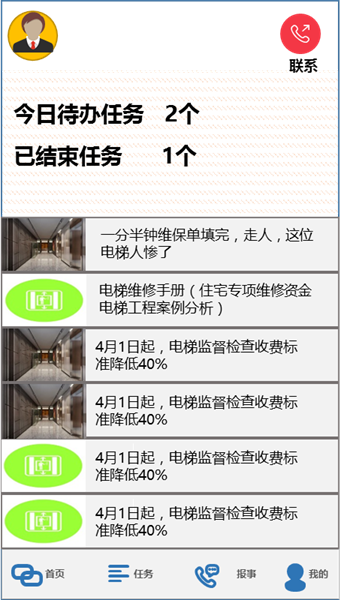 联系
今日待办任务 2个
已结束任务 1个
一分半钟维保单填完，走人，这位
电梯人惨了
电梯维修手册（住宅专项维修资金
电梯工程案例分析）
4月1日起，电梯监督检查收费标
准降低40%
4月1日起，电梯监督检查收费标
准降低40%
4月1日起，电梯监督检查收费标
准降低40%
4月1日起，电梯监督检查收费标
准降低40%
首页 任务 报事 我的